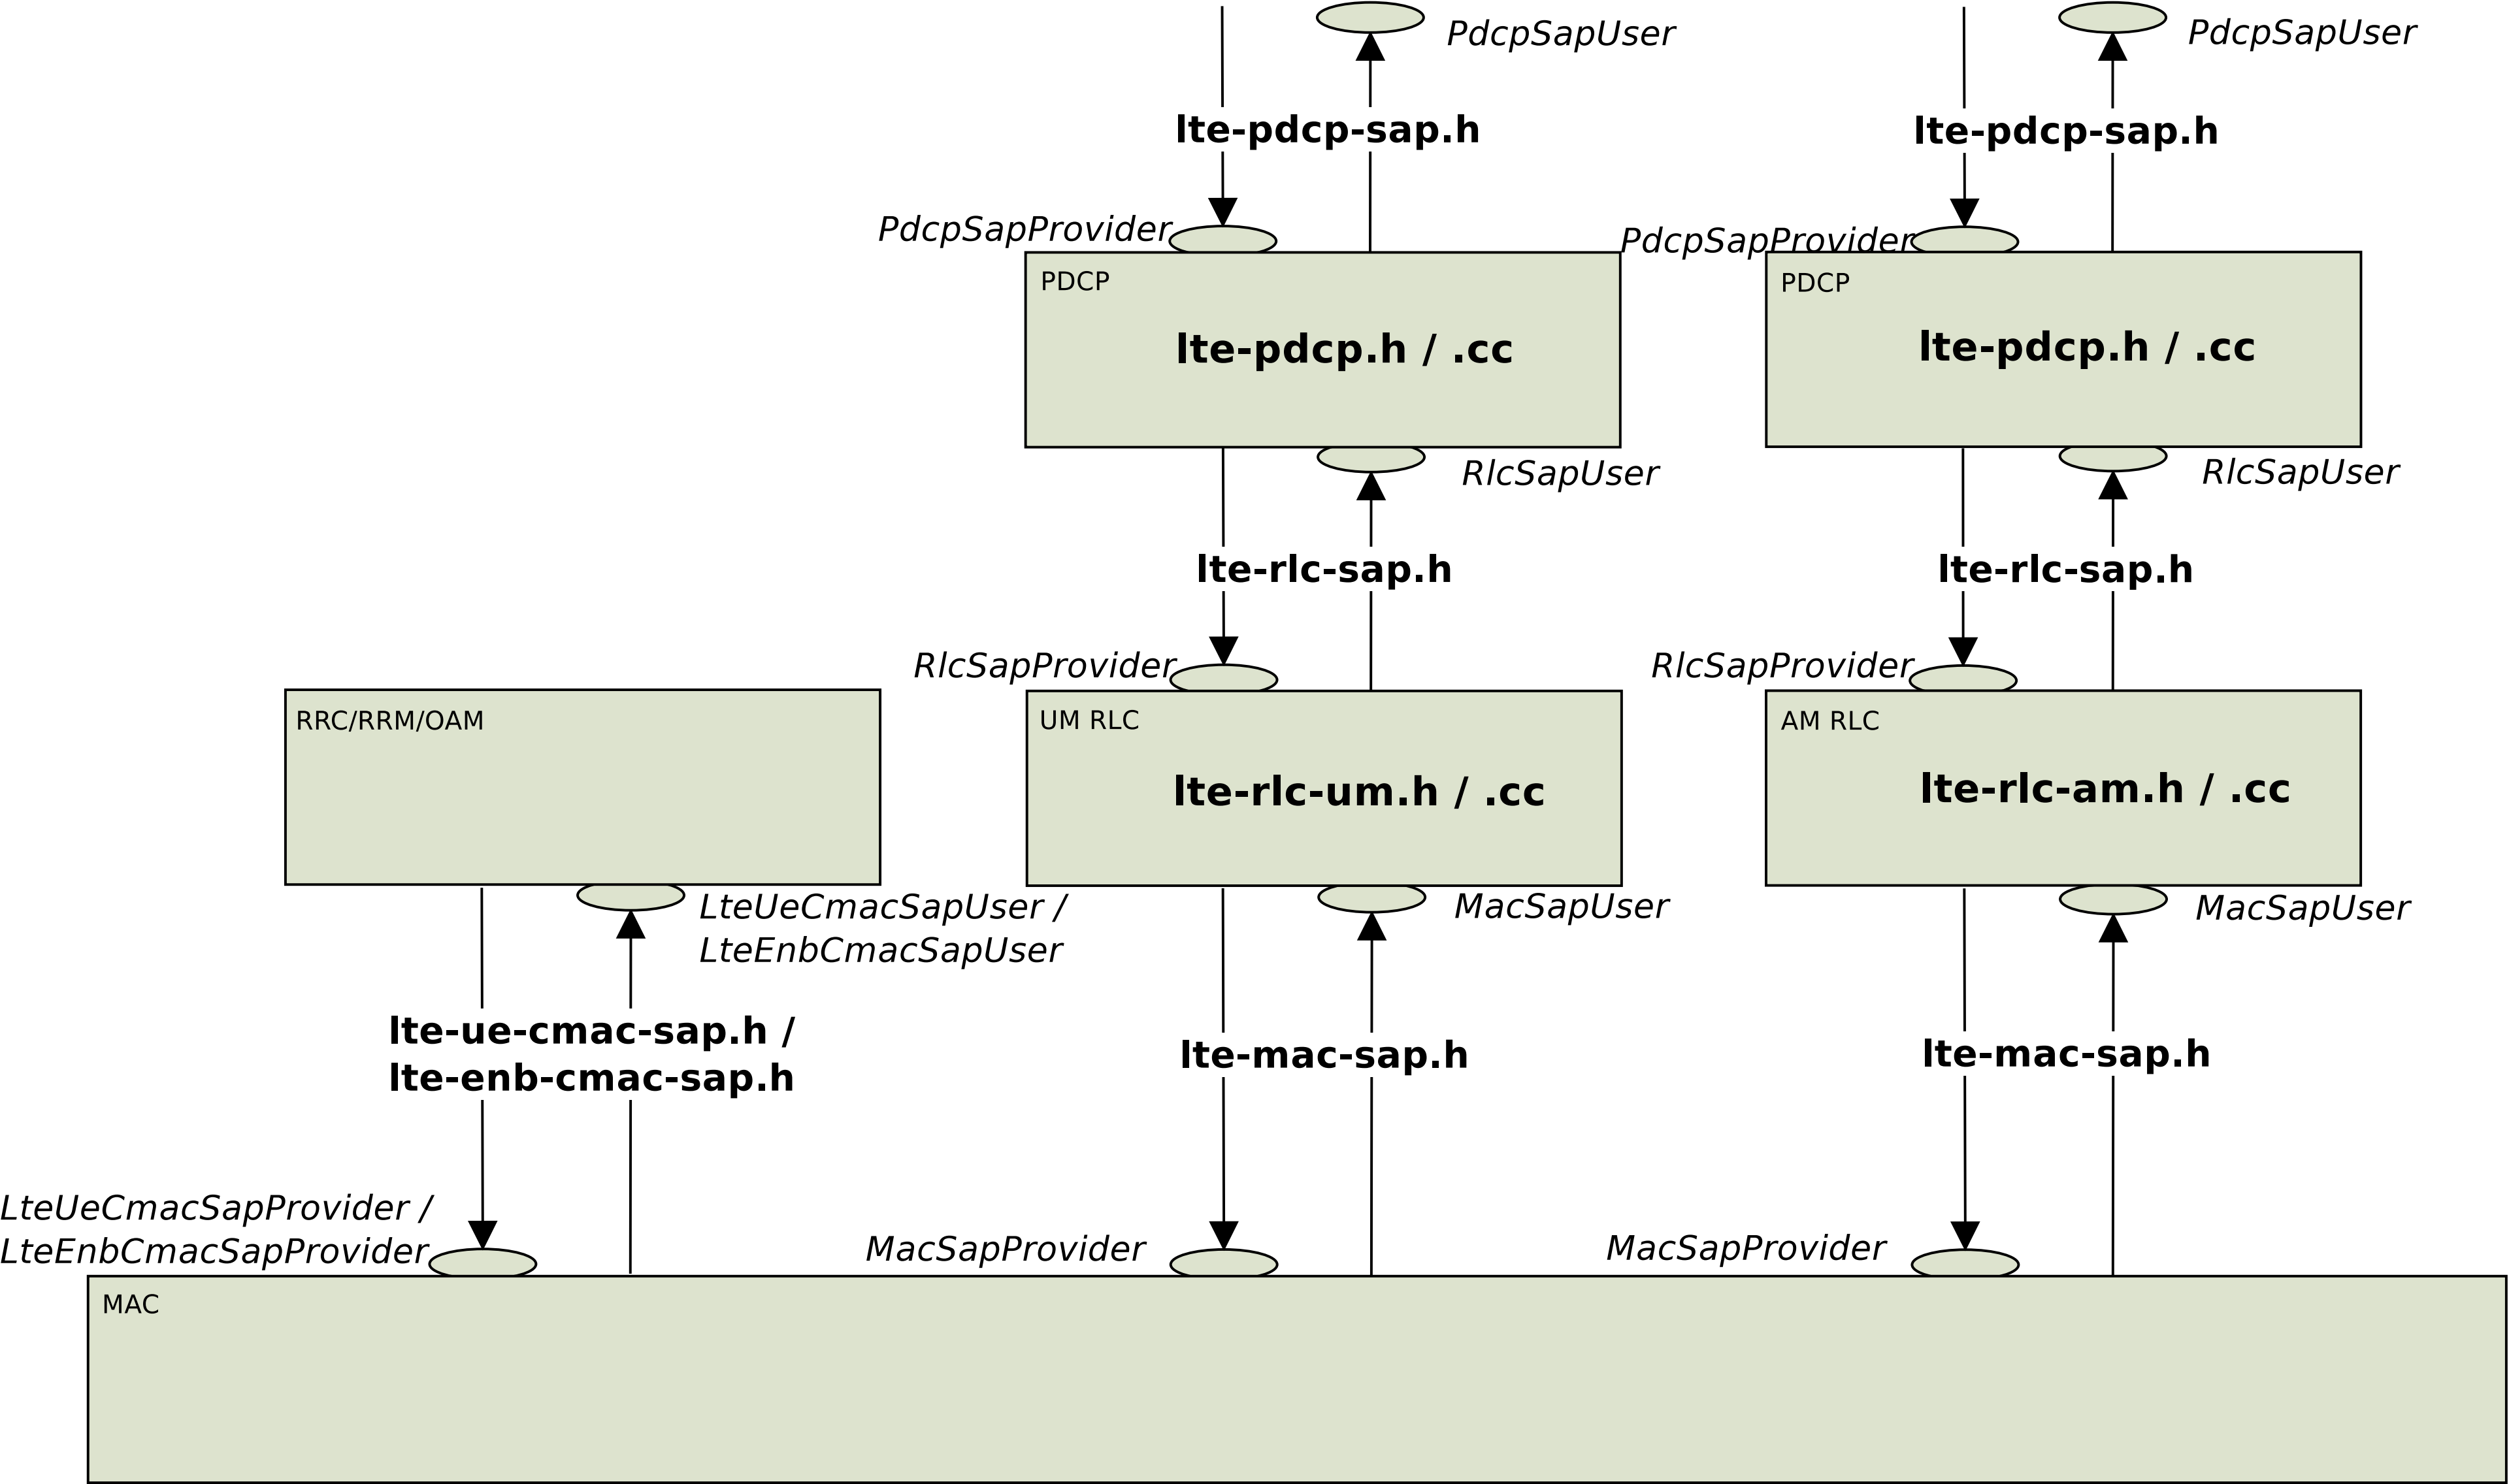 PdcpSapUser
PdcpSapUser
lte-pdcp-sap.h
lte-pdcp-sap.h
PdcpSapProvider
PdcpSapProvider
PDCP
PDCP
lte-pdcp.h / .cc
lte-pdcp.h / .cc
RlcSapUser
RlcSapUser
lte-rlc-sap.h
lte-rlc-sap.h
RlcSapProvider
RlcSapProvider
RRC/RRM/OAM
UM RLC
AM RLC
lte-rlc-um.h / .cc
lte-rlc-am.h / .cc
LteUeCmacSapUser /
LteEnbCmacSapUser
MacSapUser
MacSapUser
lte-ue-cmac-sap.h /
lte-enb-cmac-sap.h
lte-mac-sap.h
lte-mac-sap.h
LteUeCmacSapProvider /
LteEnbCmacSapProvider
MacSapProvider
MacSapProvider
MAC